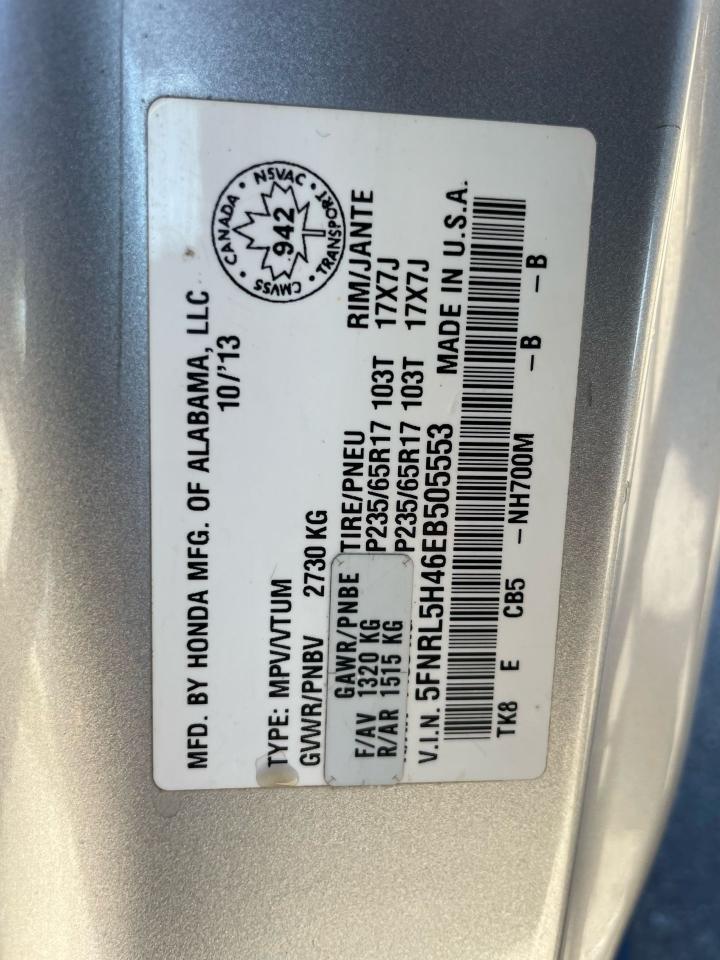 MFD. BY HONDA MFG. OF ALABAMA, LLC
10/'13
CANADA • NSVAC • TRANSPORT • CMVSS •
942
TYPE: MPV/VTUM
GVWR/PNBV 2730 KG
GAWR/PNBE TIRE/PNEU RIM/JANTE
F/AV 1320 KG P235/65R17 103T 17X7J
R/AR 1515 KG P235/65R17 103T 17X7J
V.I.N. 5FNRL5H46EB505553 MADE IN U.S.A.
TK8 E CB5 -NH700M -B -B